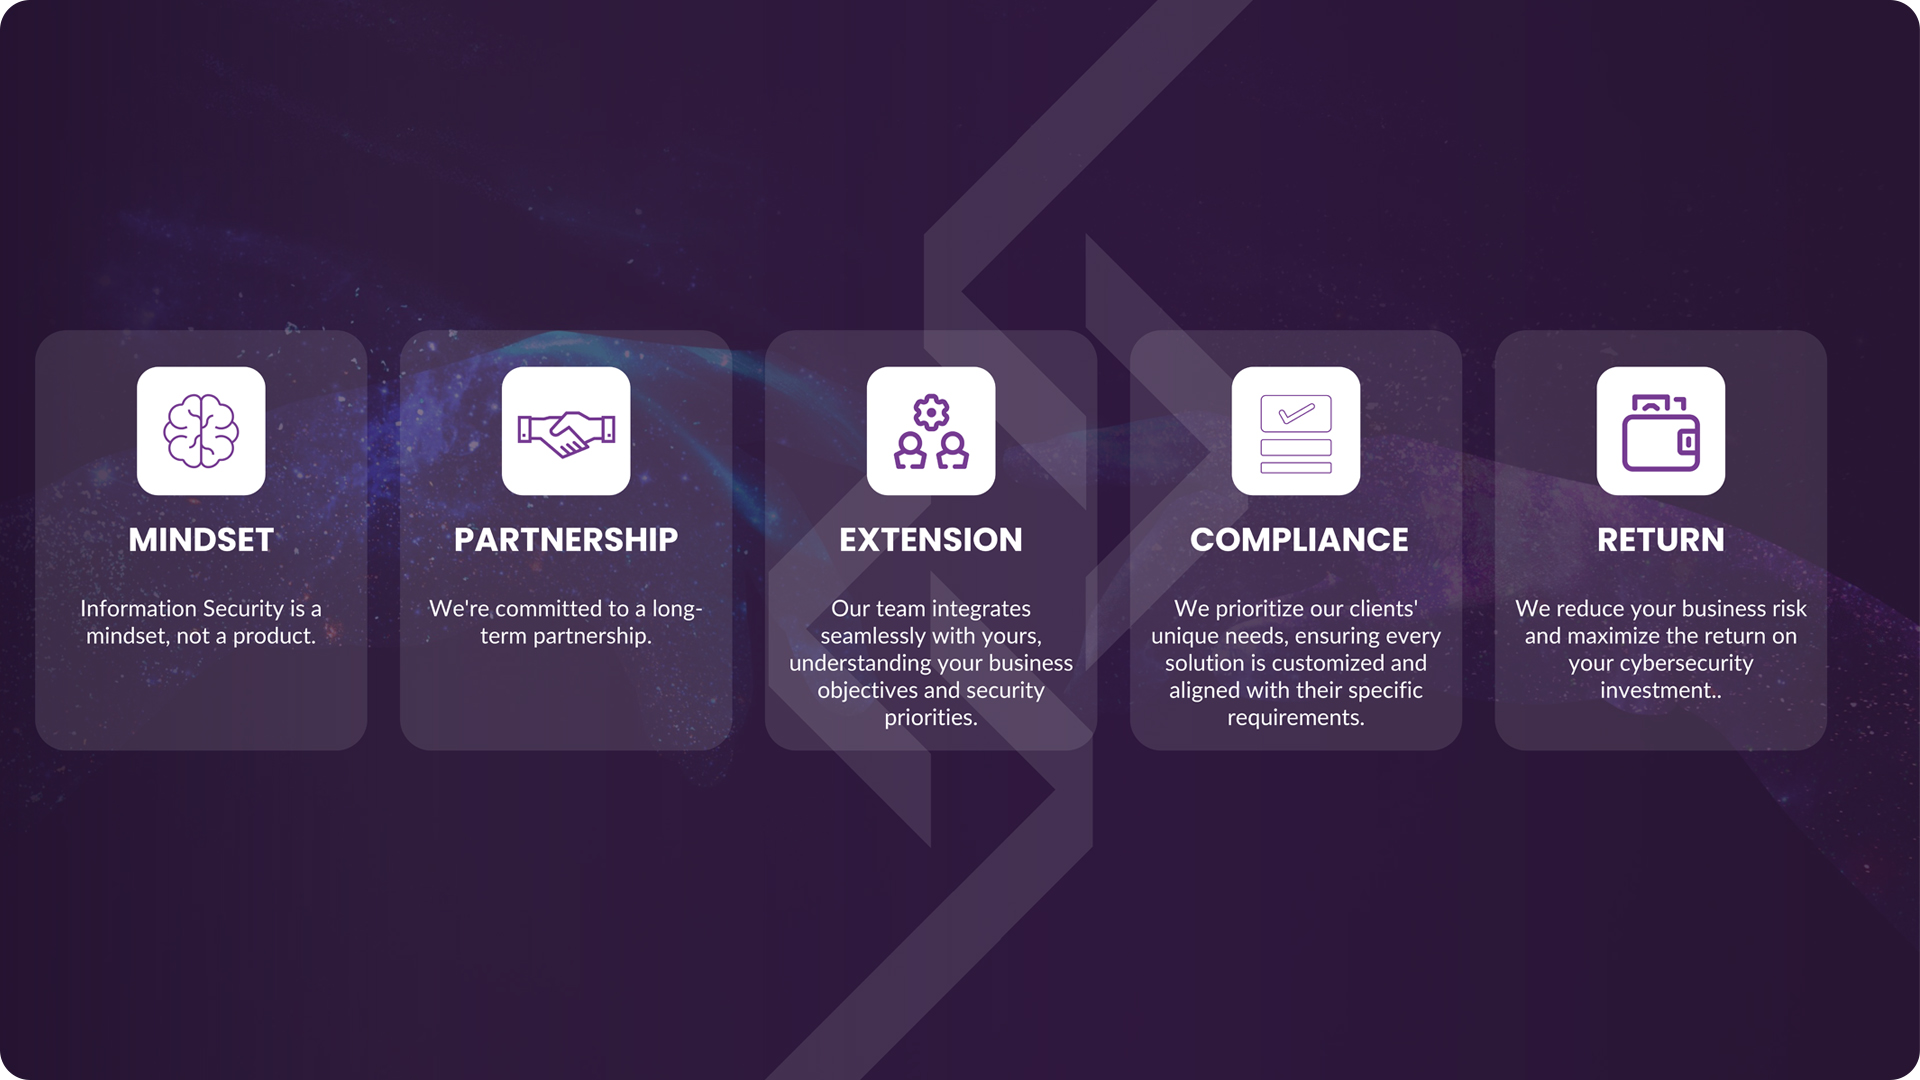 MINDSET
Information Security is a
mindset, not a product.
PARTNERSHIP
We're committed to a long-
term partnership.
EXTENSION
Our team integrates
seamlessly with yours,
understanding your business
objectives and security
priorities.
COMPLIANCE
We prioritize our clients'
unique needs, ensuring every
solution is customized and
aligned with their specific
requirements.
RETURN
We reduce your business risk
and maximize the return on
your cybersecurity
investment..